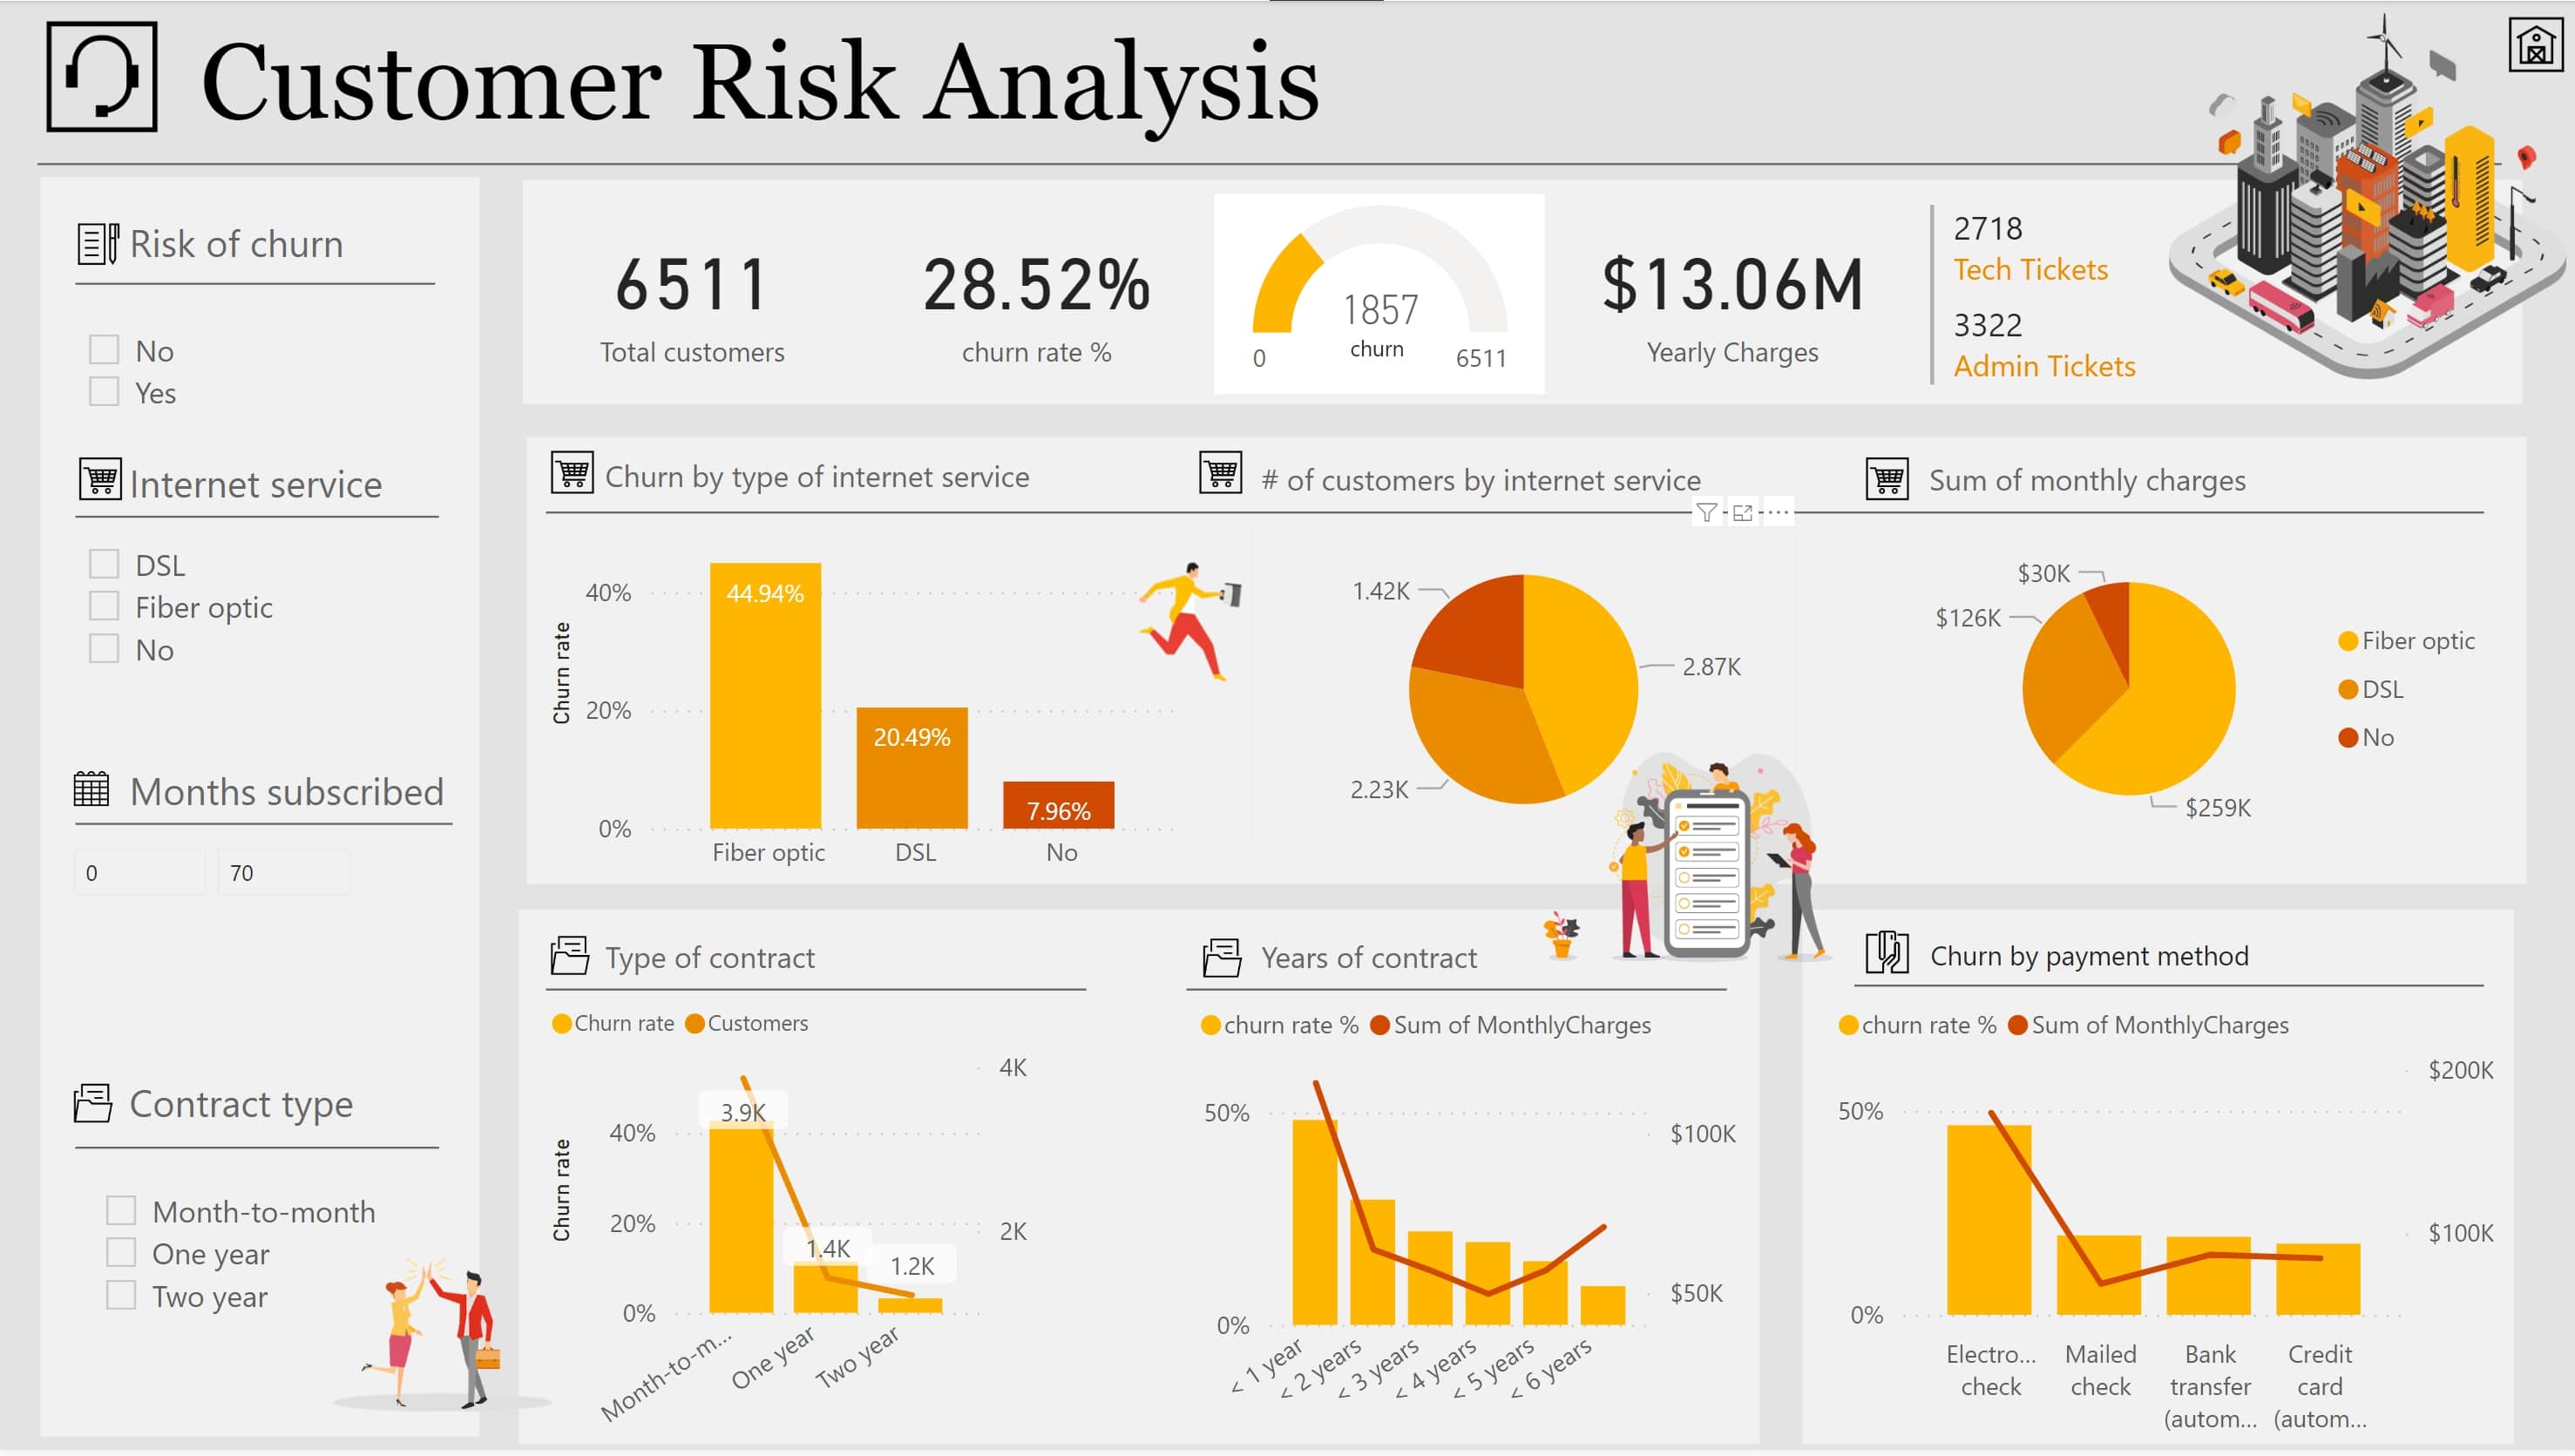 Customer Risk Analysis
Risk of churn
No
Yes
Internet service
DSL
Fiber optic
No
Months subscribed
0
70
Contract type
Month-to-month
One year
Two year
6511
Total customers
28.52%
churn rate %
1857
churn
0
6511
$13.06M
Yearly Charges
2718
Tech Tickets
3322
Admin Tickets
Churn by type of internet service
Churn rate
40%
20%
0%
44.94%
20.49%
7.96%
Fiber optic
DSL
No
# of customers by internet service
1.42K
2.87K
2.23K
Sum of monthly charges
$30K
$126K
$259K
Fiber optic
DSL
No
Type of contract
Churn rate
Customers
Churn rate
40%
20%
0%
4K
2K
3.9K
1.4K
1.2K
Month-to-m...
One year
Two year
Years of contract
churn rate %
Sum of MonthlyCharges
50%
0%
$100K
$50K
< 1 year
< 2 years
< 3 years
< 4 years
< 5 years
< 6 years
Churn by payment method
churn rate %
Sum of MonthlyCharges
50%
0%
$200K
$100K
Electro...
check
Mailed
check
Bank
transfer
(autom...
Credit
card
(autom...